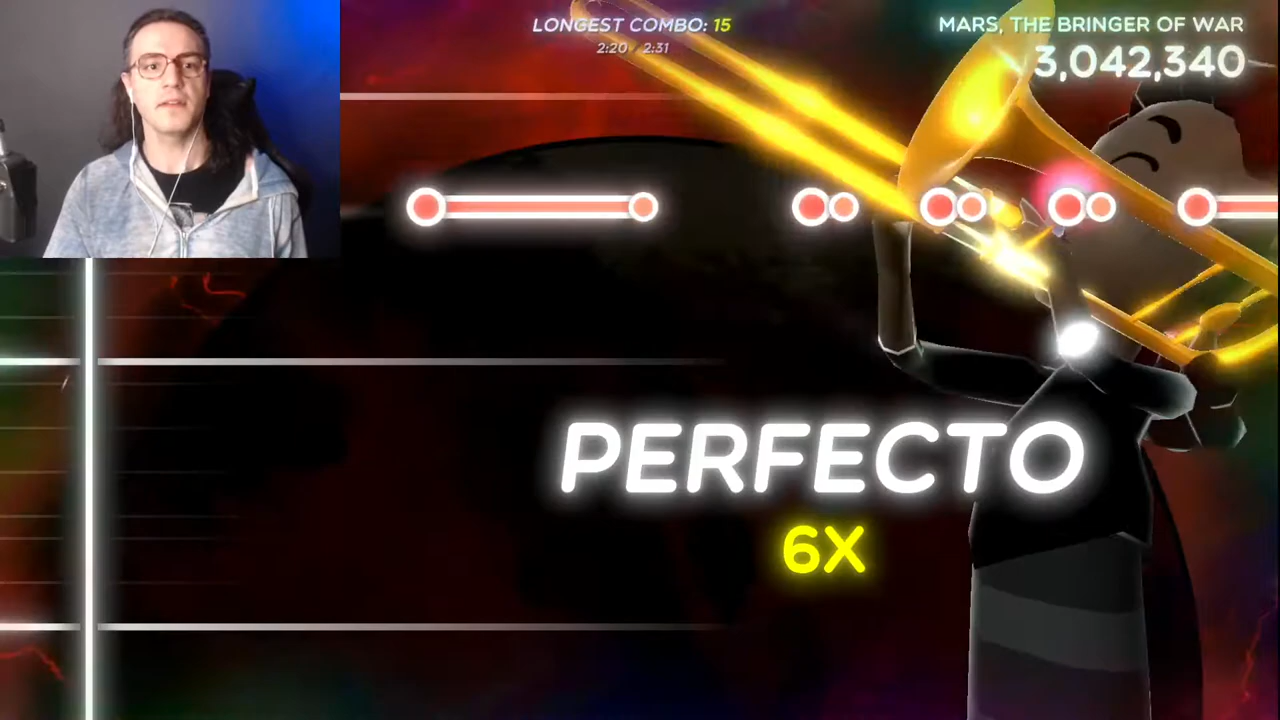 LONGEST COMBO: 15
2:20 / 2:31
MARS, THE BRINGER OF WAR
3,042,340
PERFECTO
6X